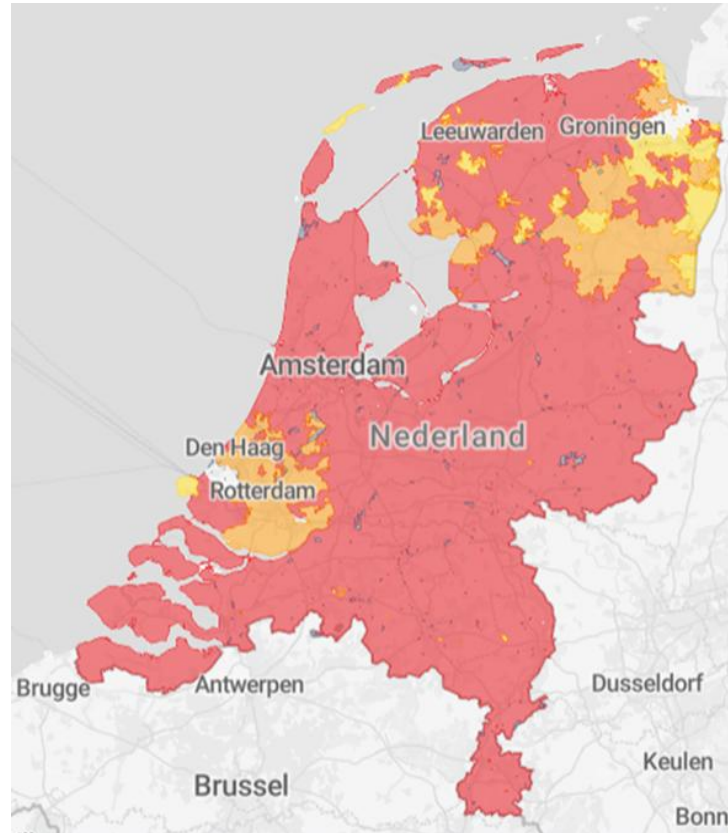 Leeuwarden
Groningen
Amsterdam
Den Haag
Nederland
Rotterdam
Brugge
Antwerpen
Dusseldorf
Brussel
Keulen
Bonn